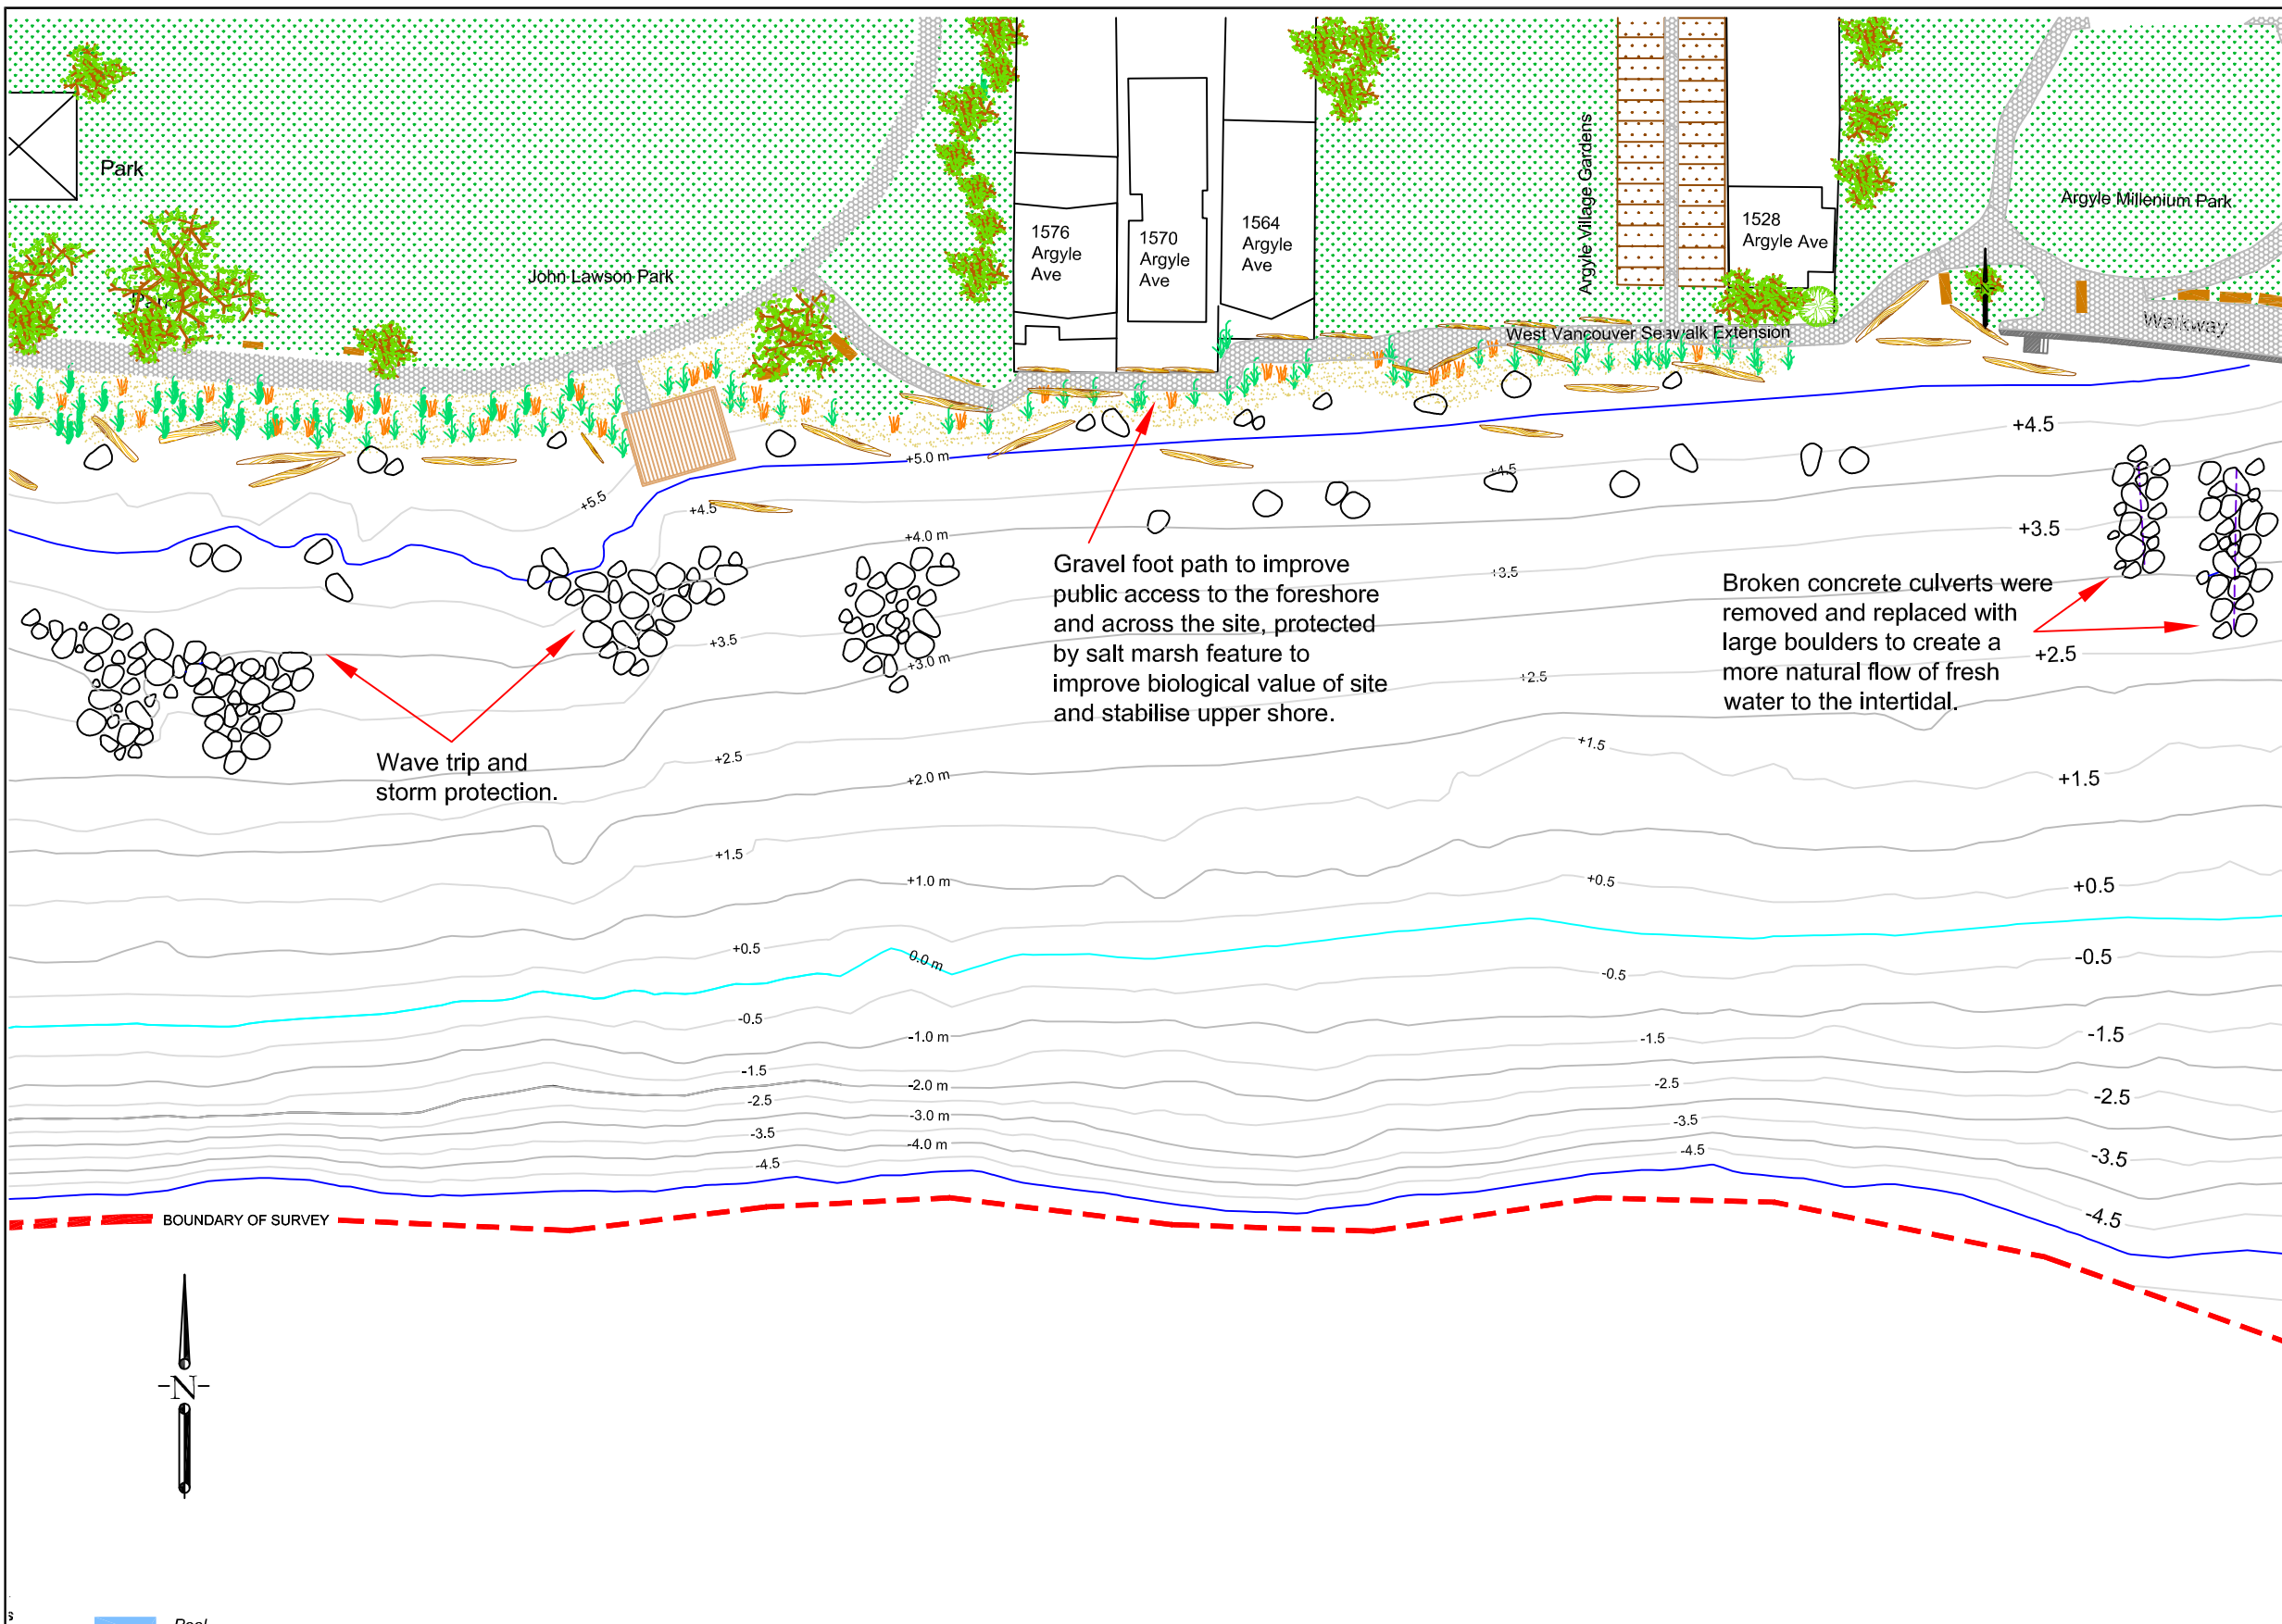 Park
John Lawson Park
1576
Argyle
Ave
1570
Argyle
Ave
1564
Argyle
Ave
Argyle Village Gardens
1528
Argyle Ave
Argyle Millenium Park
N
West Vancouver Seawalk Extension
Walkway
+5.0 m
+4.5
+4.5
+5.5
+4.5
+4.0 m
+3.5
+3.5
Gravel foot path to improve
public access to the foreshore
and across the site, protected
by salt marsh feature to
improve biological value of site
and stabilise upper shore.
Broken concrete culverts were
removed and replaced with
large boulders to create a
more natural flow of fresh
water to the intertidal.
+3.5
+3.0 m
+2.5
+2.5
Wave trip and
storm protection.
+2.5
+2.0 m
+1.5
+1.5
+1.5
+1.0 m
+0.5
+0.5
+0.5
0.0 m
-0.5
-0.5
-0.5
-1.0 m
-1.5
-1.5
-1.5
-2.0 m
-2.5
-2.5
-2.5
-3.0 m
-3.5
-3.5
-3.5
-4.0 m
-4.5
-4.5
-4.5
BOUNDARY OF SURVEY
-N-
s